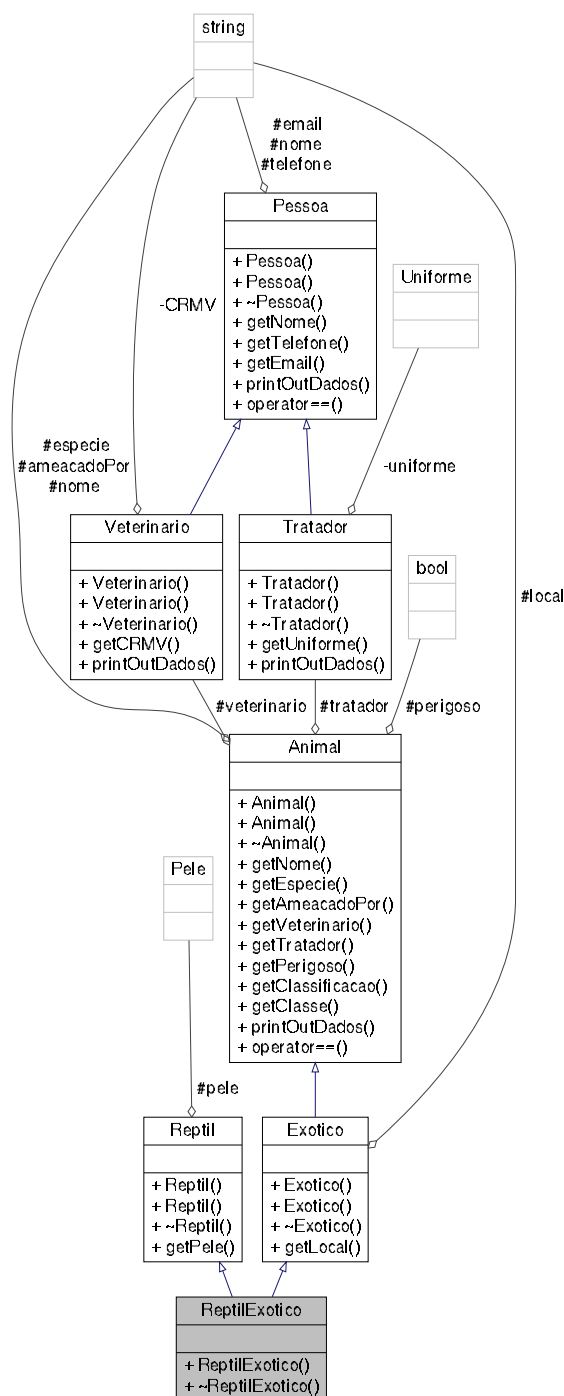 string
#email
#nome
#telefone
Pessoa
+ Pessoa()
+ Pessoa()
+ ~Pessoa()
+ getNome()
+ getTelefone()
+ getEmail()
+ printOutDados()
+ operator==()
Uniforme
-CRMV
#especie
#ameacadoPor
#nome
-uniforme
Veterinario
+ Veterinario()
+ Veterinario()
+ ~Veterinario()
+ getCRMV()
+ printOutDados()
Tratador
+ Tratador()
+ Tratador()
+ ~Tratador()
+ getUniforme()
+ printOutDados()
bool
#local
#veterinario
#tratador
#perigoso
Animal
+ Animal()
+ Animal()
+ ~Animal()
+ getNome()
+ getEspecie()
+ getAmeacadoPor()
+ getVeterinario()
+ getTratador()
+ getPerigoso()
+ getClassificacao()
+ getClasse()
+ printOutDados()
+ operator==()
Pele
#pele
Reptil
+ Reptil()
+ Reptil()
+ ~Reptil()
+ getPele()
Exotico
+ Exotico()
+ Exotico()
+ ~Exotico()
+ getLocal()
ReptilExotico
+ ReptilExotico()
+ ~ReptilExotico()